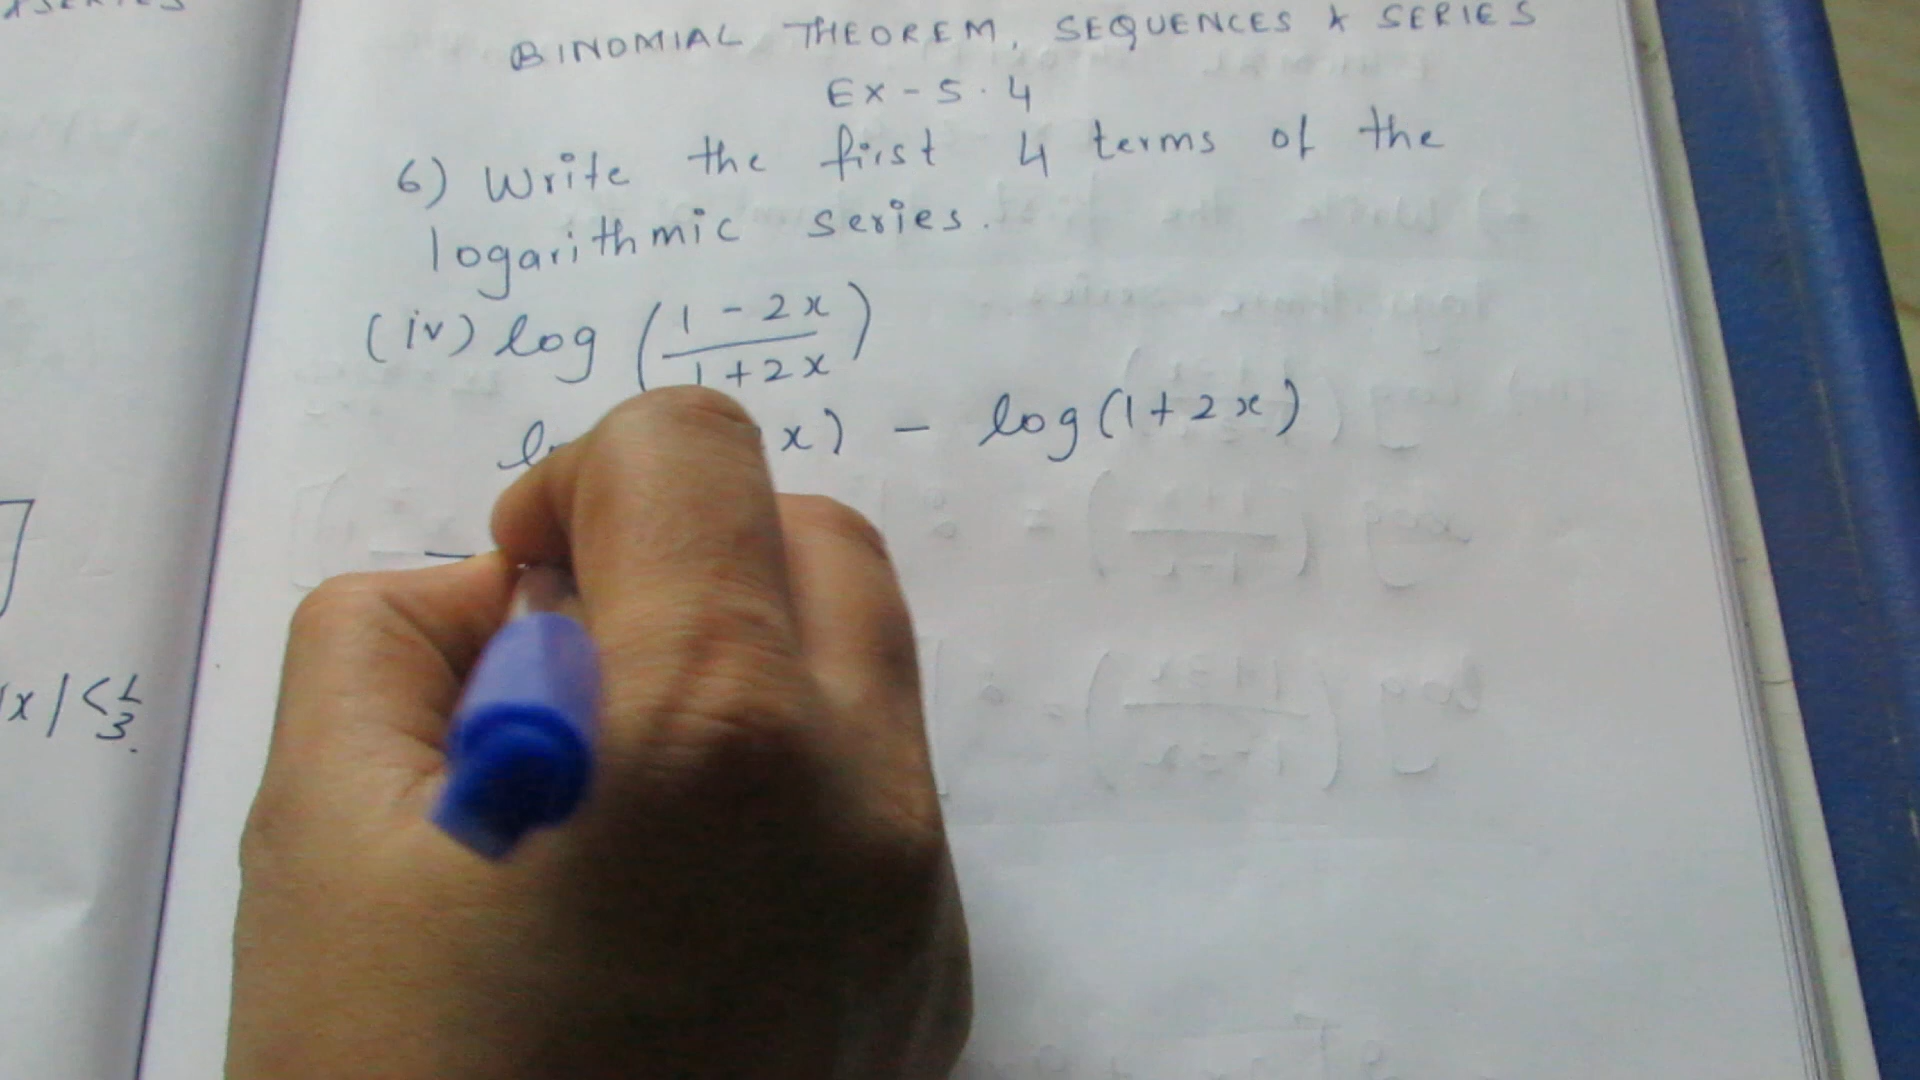 BINOMIAL THEOREM, SEQUENCES & SERIES
EX-5.4
6) Write the first 4 terms of the
logarithmic series.
(iv) log (1 - 2x
1 + 2x)
x) - log(1+2x)
-
|x|<1/3.